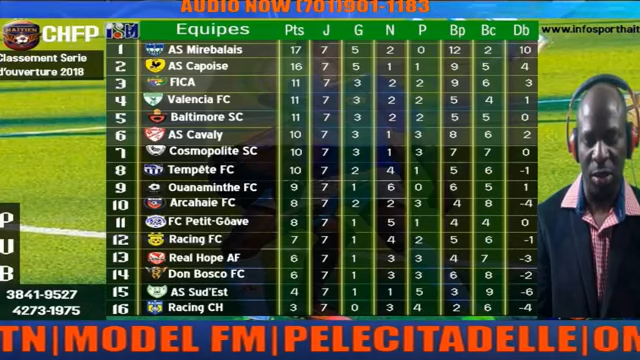 AUDIO NOW (701)901-1183
HAITIEN
CHFP
Classement Serie
d'ouverture 2018
www.infosporthait
Equipes Pts J G N P Bp Bc Db
1 AS Mirebalais 17 7 5 2 0 12 2 10
2 AS Capoise 16 7 5 1 1 9 5 4
3 FICA 11 7 3 2 2 9 6 3
4 Valencia FC 11 7 3 2 2 5 4 1
5 Baltimore SC 11 7 3 2 2 5 5 0
6 AS Cavaly 10 7 3 1 3 8 6 2
7 Cosmopolite SC 10 7 3 1 3 7 7 0
8 Tempête FC 10 7 2 4 1 5 6 -1
9 Ouanaminthe FC 9 7 1 6 0 6 5 1
10 Arcahaie FC 8 7 2 2 3 4 8 -4
11 FC Petit-Gôave 8 7 1 5 1 4 4 0
12 Racing FC 7 7 1 4 2 5 6 -1
13 Real Hope AF 6 7 1 3 3 4 7 -3
14 Don Bosco FC 6 7 1 3 3 6 8 -2
15 AS Sud'Est 4 7 1 1 5 3 9 -6
16 Racing CH 3 7 0 3 4 2 6 -4
P
U
B
3841-9527
4273-1975
TN|MODEL FM|PELECITADELLE|ON